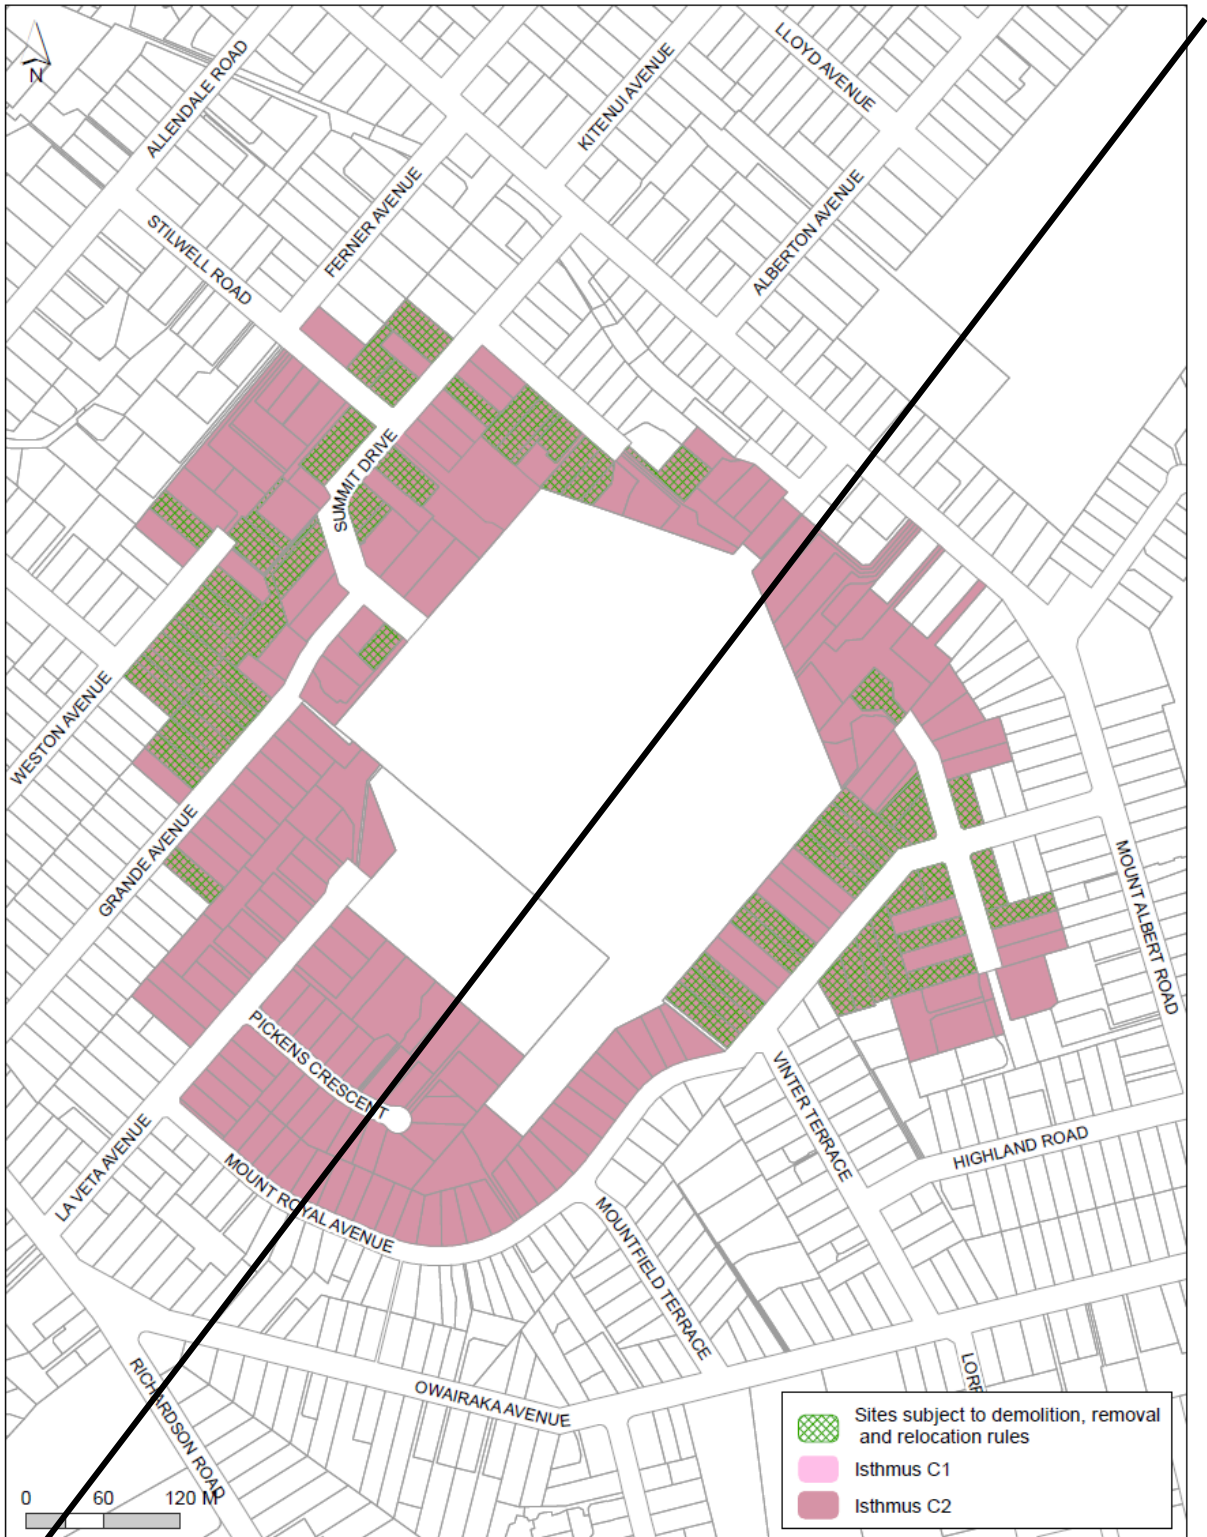 N
ALLENDALE ROAD
LLOYD AVENUE
KITENUI AVENUE
FERNER AVENUE
ALBERTON AVENUE
STILWELL ROAD
SUMMIT DRIVE
WESTON AVENUE
GRANDE AVENUE
MOUNT ALBERT ROAD
PICKENS CRESCENT
LA VETA AVENUE
MOUNT ROYAL AVENUE
VINTER TERRACE
HIGHLAND ROAD
MOUNTFIELD TERRACE
OWAIRAKA AVENUE
RICHARDSON ROAD
LORR
0 60 120 M
Sites subject to demolition, removal
and relocation rules
Isthmus C1
Isthmus C2